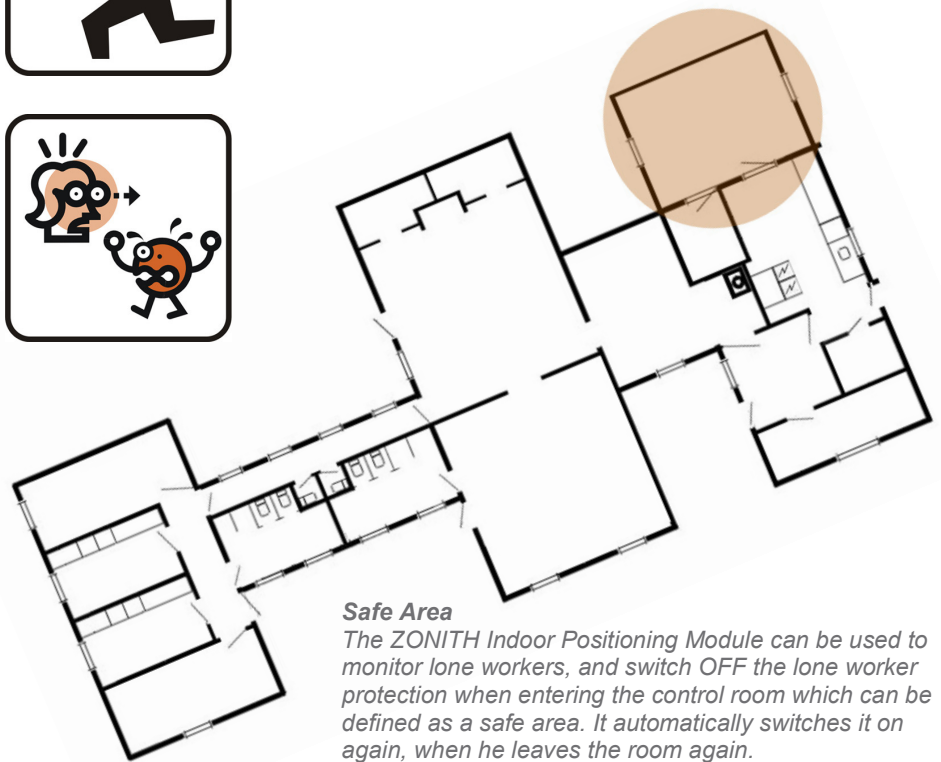 Safe Area
The ZONITH Indoor Positioning Module can be used to
monitor lone workers, and switch OFF the lone worker
protection when entering the control room which can be
defined as a safe area. It automatically switches it on
again, when he leaves the room again.